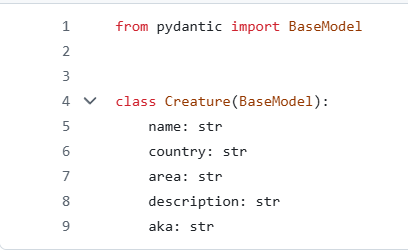 1 from pydantic import BaseModel
2
3
4 class Creature(BaseModel):
5     name: str
6     country: str
7     area: str
8     description: str
9     aka: str